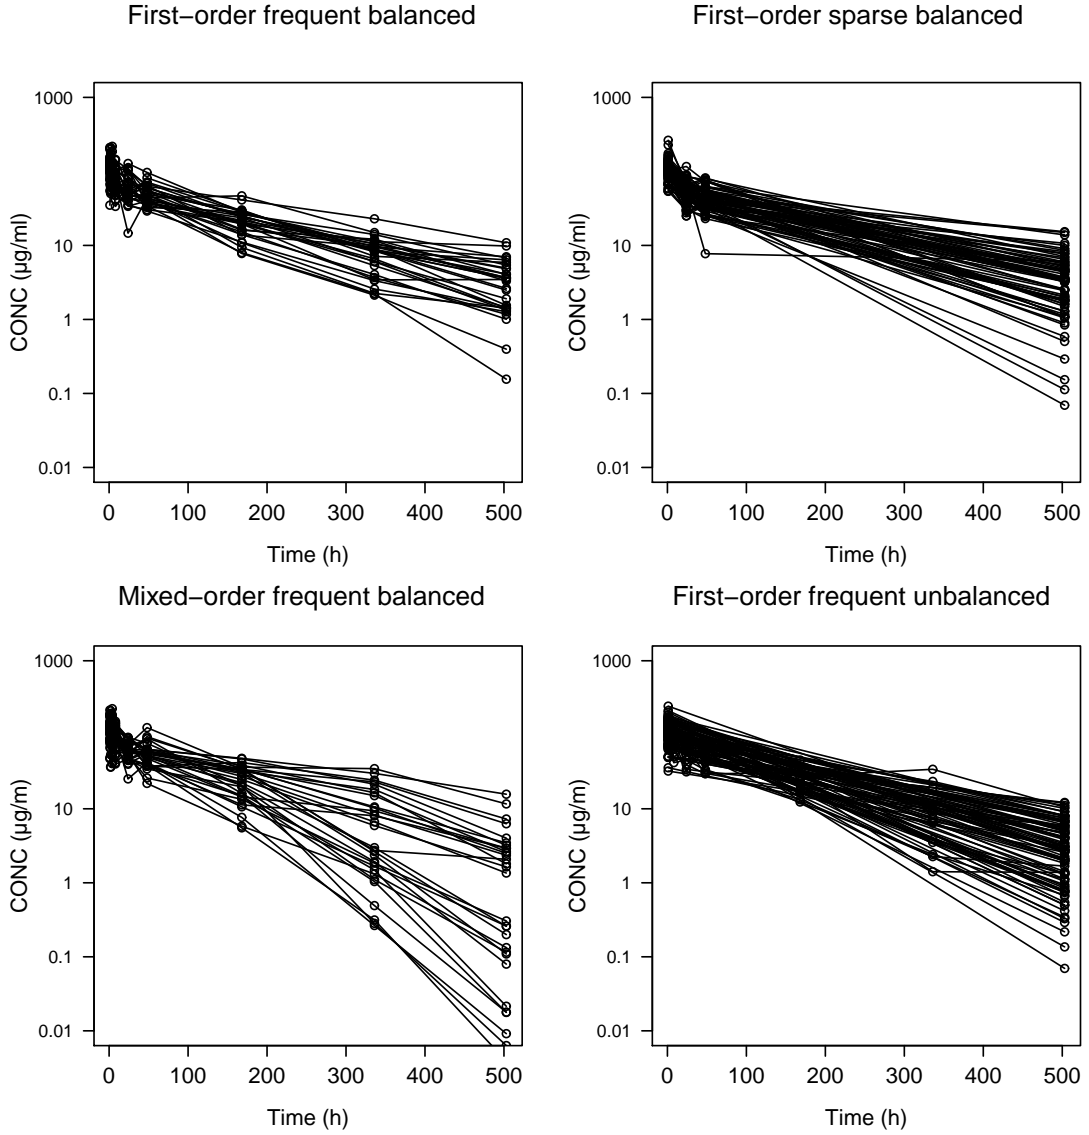 First−order frequent balanced
CONC (μg/ml)
1000
10
1
0.1
0.01
0 100 200 300 400 500
Time (h)
First−order sparse balanced
CONC (μg/ml)
1000
10
1
0.1
0.01
0 100 200 300 400 500
Time (h)
Mixed−order frequent balanced
CONC (μg/m)
1000
10
1
0.1
0.01
0 100 200 300 400 500
Time (h)
First−order frequent unbalanced
CONC (μg/ml)
1000
10
1
0.1
0.01
0 100 200 300 400 500
Time (h)